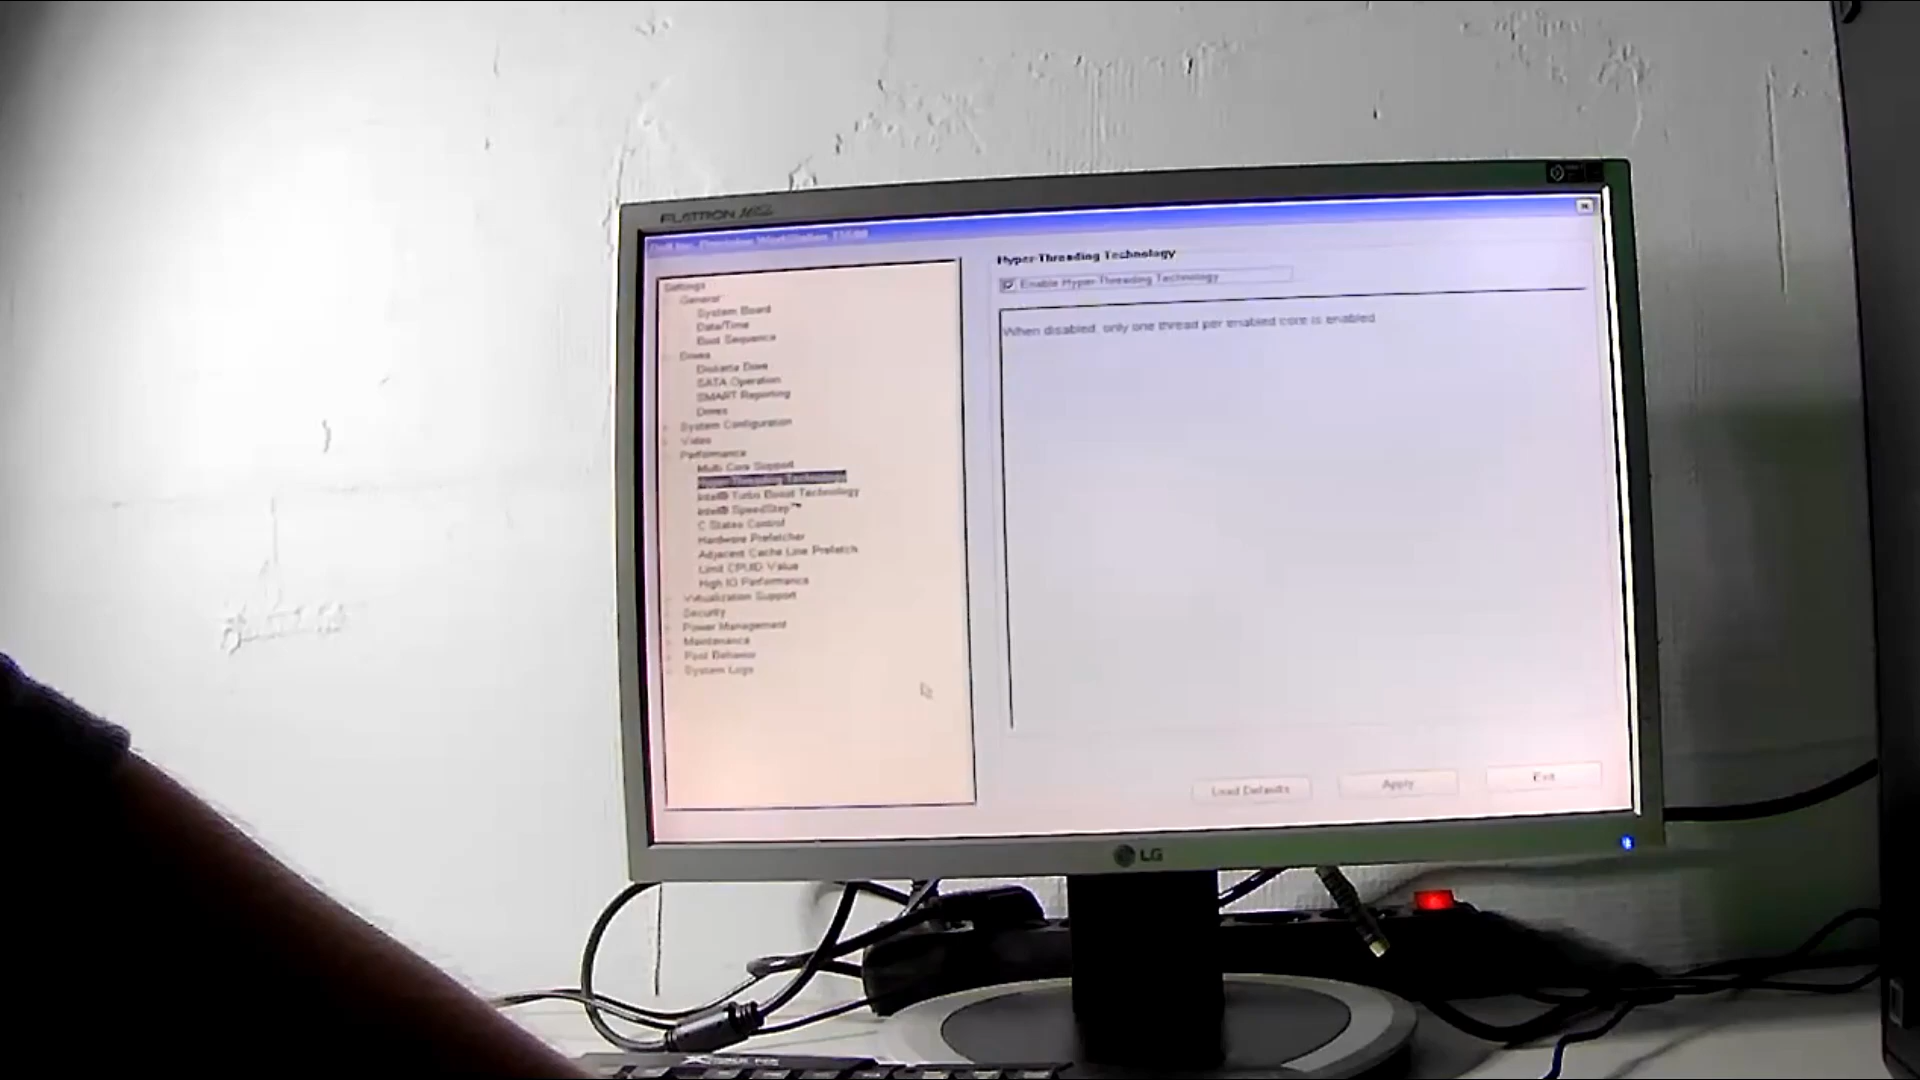 FLATRON
Dell Inc. Precision WorkStation
Settings
General
System Board
Date/Time
Boot Sequence
Drives
Diskette Drive
SATA Operation
SMART Reporting
Drives
System Configuration
Video
Performance
Multi Core Support
Hyper-Threading Technology
Intel® Turbo Boost Technology
Intel® SpeedStep™
C States Control
Hardware Prefetcher
Adjacent Cache Line Prefetch
Limit CPUID Value
High IO Performance
Virtualization Support
Security
Power Management
Maintenance
Post Behavior
System Logs
Hyper-Threading Technology
Enable Hyper-Threading Technology
When disabled, only one thread per enabled core is enabled
Load Defaults
Apply
Exit
LG